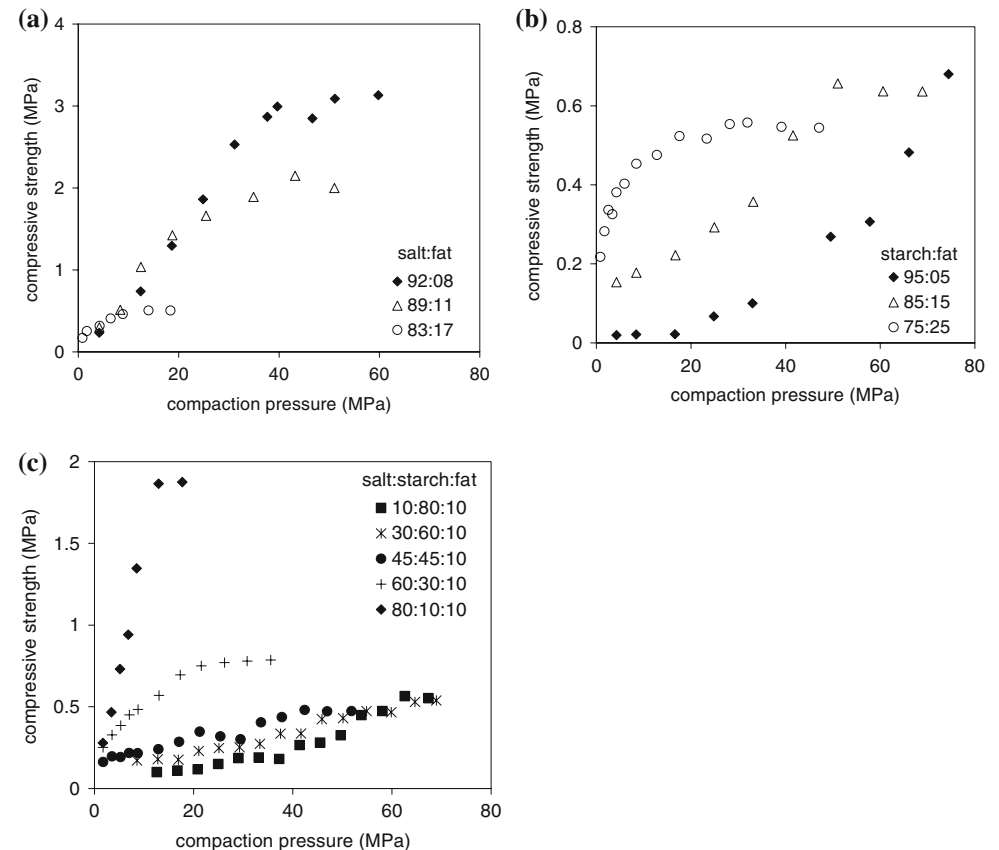 (a)
4
3
2
1
0
0 20 40 60 80
compressive strength (MPa)
compaction pressure (MPa)
salt:fat
92:08
89:11
83:17
(b)
0.8
0.6
0.4
0.2
0
0 20 40 60 80
compressive strength (MPa)
compaction pressure (MPa)
starch:fat
95:05
85:15
75:25
(c)
2
1.5
1
0.5
0
0 20 40 60 80
compressive strength (MPa)
compaction pressure (MPa)
salt:starch:fat
10:80:10
30:60:10
45:45:10
60:30:10
80:10:10